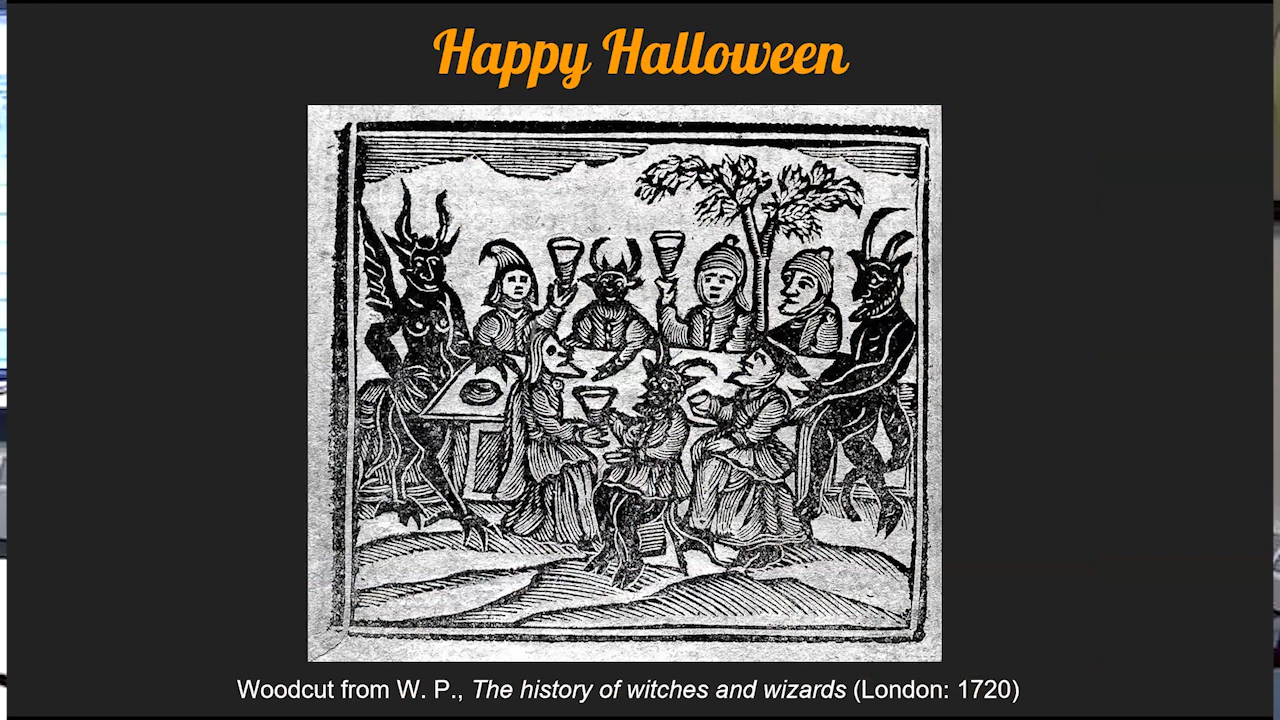 Happy Halloween
Woodcut from W. P., The history of witches and wizards (London: 1720)